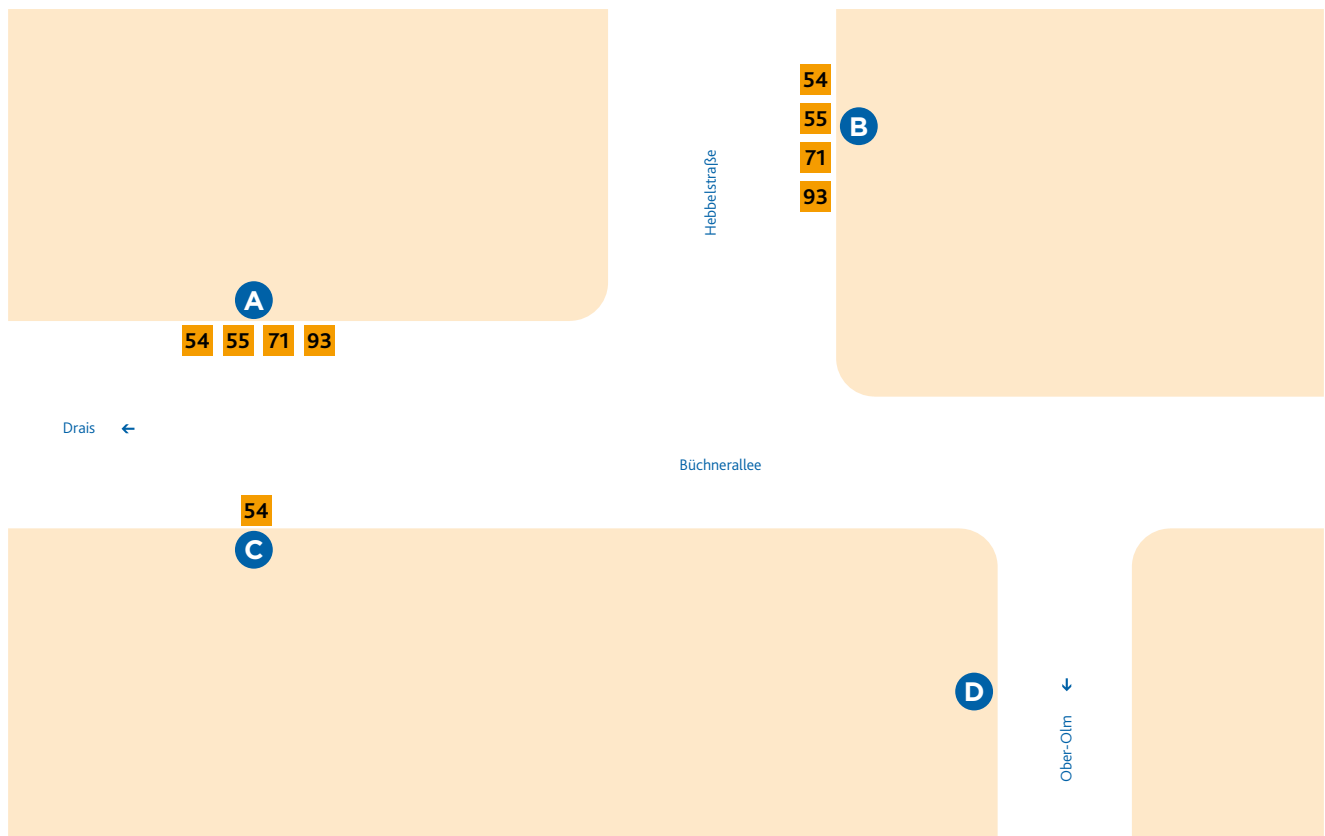 54
55
71
93
B
Hebbelstraße
A
54 55 71 93
Drais ←
Büchnerallee
54
C
D
Ober-Olm ←